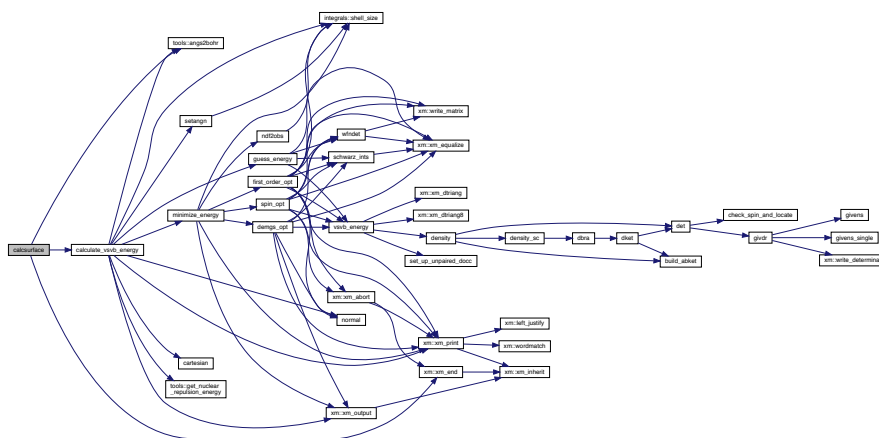 integrals::shell_size
tools::angs2bohr
xm::write_matrix
setangn
wfndet
ndf2obs
xm::xm_equalize
guess_energy
schwarz_ints
first_order_opt
xm::xm_dtriang
spin_opt
minimize_energy
xm::xm_dtriang8
check_spin_and_locate
givens
demgs_opt
vsvb_energy
det
density
density_sc
dbra
dket
givdr
givens_single
calcsurface
calculate_vsvb_energy
set_up_unpaired_docc
build_abket
xm::write_determina
xm::xm_abort
normal
xm::left_justify
xm::xm_print
xm::wordmatch
cartesian
xm::xm_end
xm::xm_inherit
tools::get_nuclear
_repulsion_energy
xm::xm_output